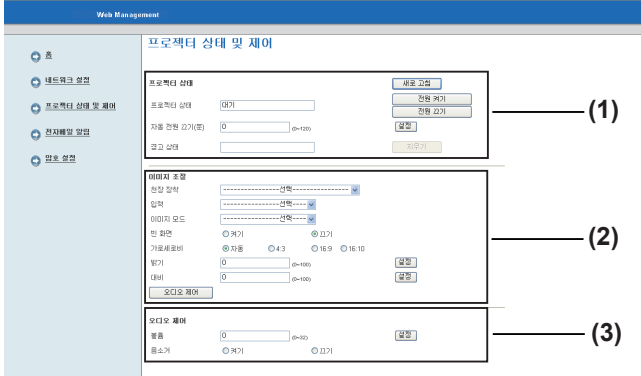 Web Management
프로젝터 상태 및 제어
홈
네트워크 설정
프로젝터 상태 및 제어
전자메일 알림
암호 설정
프로젝터 상태 새로 고침
프로젝터 상태 대기 전원 켜기
전원 끄기
자동 전원 끄기(분) 0 (0~120) 설정
경고 상태 지우기
(1)
이미지 조정
천장 장착 ----------------선택----------------
입력 ----------------선택----
이미지 모드 ----------------선택----
빈 화면 켜기 끄기
가로세로비 자동 4:3 16:9 16:10
밝기 0 (0~100) 설정
대비 0 (0~100) 설정
오디오 제어
(2)
오디오 제어
볼륨 0 (0~32) 설정
음소거 켜기 끄기
(3)